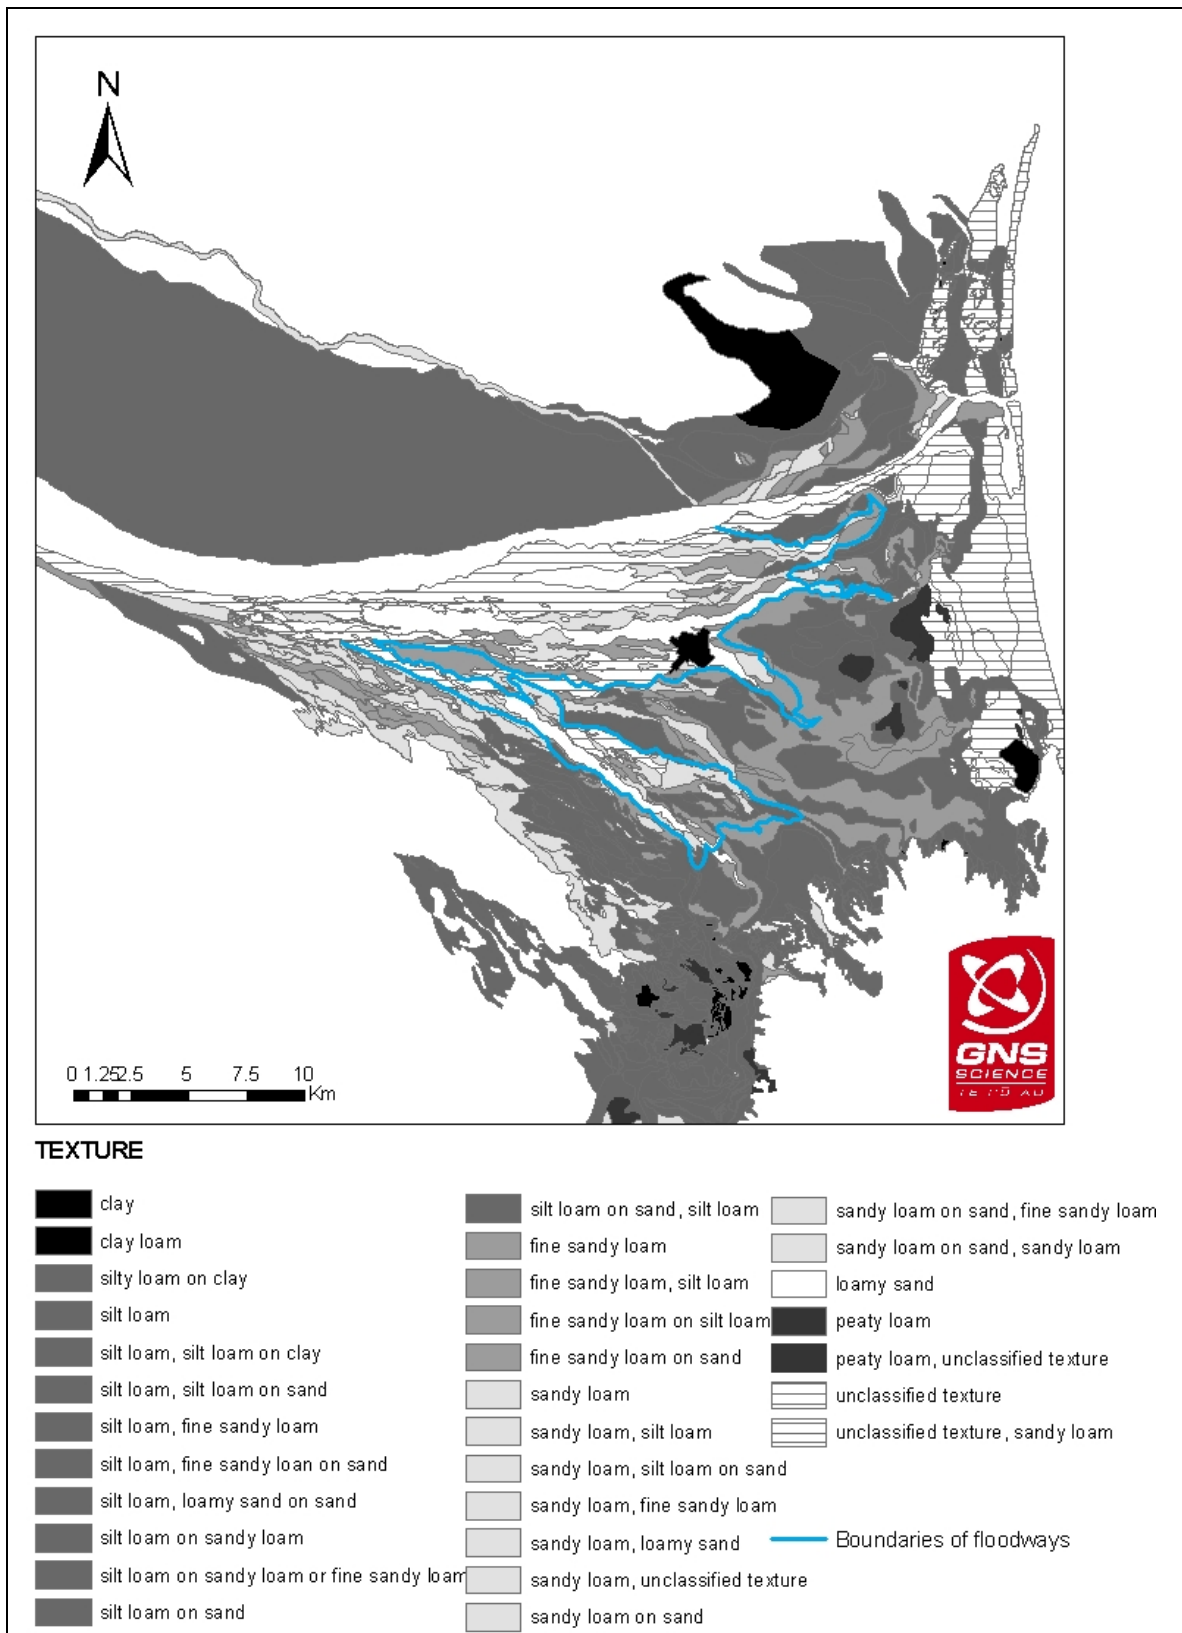 N
0 1.25 2.5 5 7.5 10
Km
GNS
SCIENCE
TE PŪ AO
TEXTURE
clay
clay loam
silty loam on clay
silt loam
silt loam, silt loam on clay
silt loam, silt loam on sand
silt loam, fine sandy loam
silt loam, fine sandy loan on sand
silt loam, loamy sand on sand
silt loam on sandy loam
silt loam on sandy loam or fine sandy loam
silt loam on sand
silt loam on sand, silt loam
fine sandy loam
fine sandy loam, silt loam
fine sandy loam on silt loam
fine sandy loam on sand
sandy loam
sandy loam, silt loam
sandy loam, silt loam on sand
sandy loam, fine sandy loam
sandy loam, loamy sand
sandy loam, unclassified texture
sandy loam on sand
sandy loam on sand, fine sandy loam
sandy loam on sand, sandy loam
loamy sand
peaty loam
peaty loam, unclassified texture
unclassified texture
unclassified texture, sandy loam
Boundaries of floodways